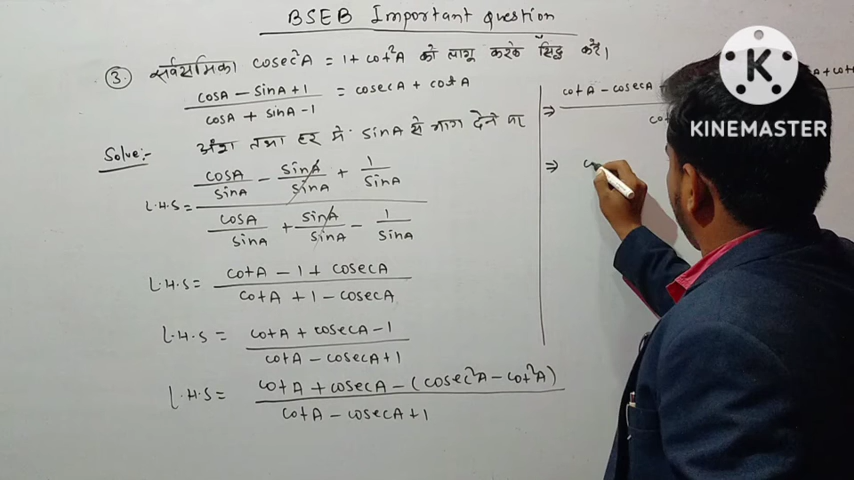 BSEB Important question
③. सर्वसमिका cosec²A = 1 + cot²A को लागू करके सिद्ध करें।
(cosA - sinA + 1) / (cosA + sinA - 1) = cosecA + cotA
Solve:- अंश तथा हर में sinA से भाग देने पर
L.H.S = (cosA/sinA - sinA/sinA + 1/sinA) / (cosA/sinA + sinA/sinA - 1/sinA)
L.H.S = (cotA - 1 + cosecA) / (cotA + 1 - cosecA)
L.H.S = (cotA + cosecA - 1) / (cotA - cosecA + 1)
L.H.S = (cotA + cosecA - (cosec²A - cot²A)) / (cotA - cosecA + 1)
⇒ cotA - cosecA
⇒
KINEMASTER